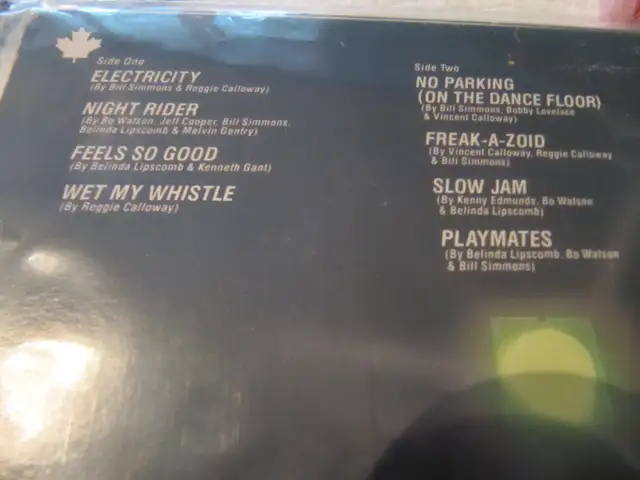 Side One
ELECTRICITY
(By Bill Simmons & Reggie Calloway)
NIGHT RIDER
(By Bo Watson, Jeff Cooper, Bill Simmons,
Belinda Lipscomb & Melvin Gentry)
FEELS SO GOOD
(By Belinda Lipscomb & Kenneth Gant)
WET MY WHISTLE
(By Reggie Calloway)
Side Two
NO PARKING
(ON THE DANCE FLOOR)
(By Bill Simmons, Bobby Lovelace
& Vincent Calloway)
FREAK-A-ZOID
(By Vincent Calloway, Reggie Calloway
& Bill Simmons)
SLOW JAM
(By Kenny Edmunds, Bo Watson
& Belinda Lipscomb)
PLAYMATES
(By Belinda Lipscomb, Bo Watson
& Bill Simmons)